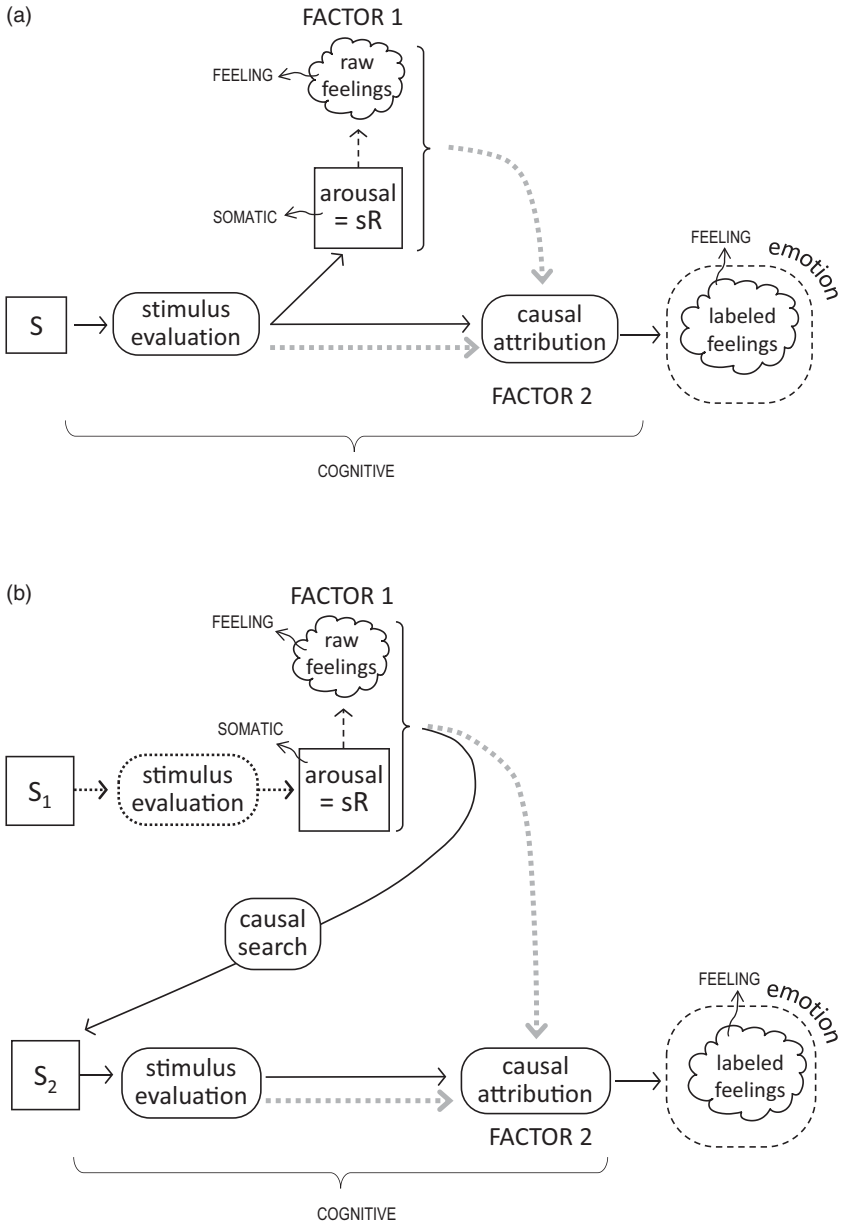 (a)
FACTOR 1
FEELING
raw
feelings
SOMATIC
arousal
= sR
FEELING
emotion
S
stimulus
evaluation
causal
attribution
labeled
feelings
FACTOR 2
COGNITIVE
(b)
FACTOR 1
FEELING
raw
feelings
SOMATIC
S₁
stimulus
evaluation
arousal
= sR
causal
search
FEELING
emotion
S₂
stimulus
evaluation
causal
attribution
labeled
feelings
FACTOR 2
COGNITIVE